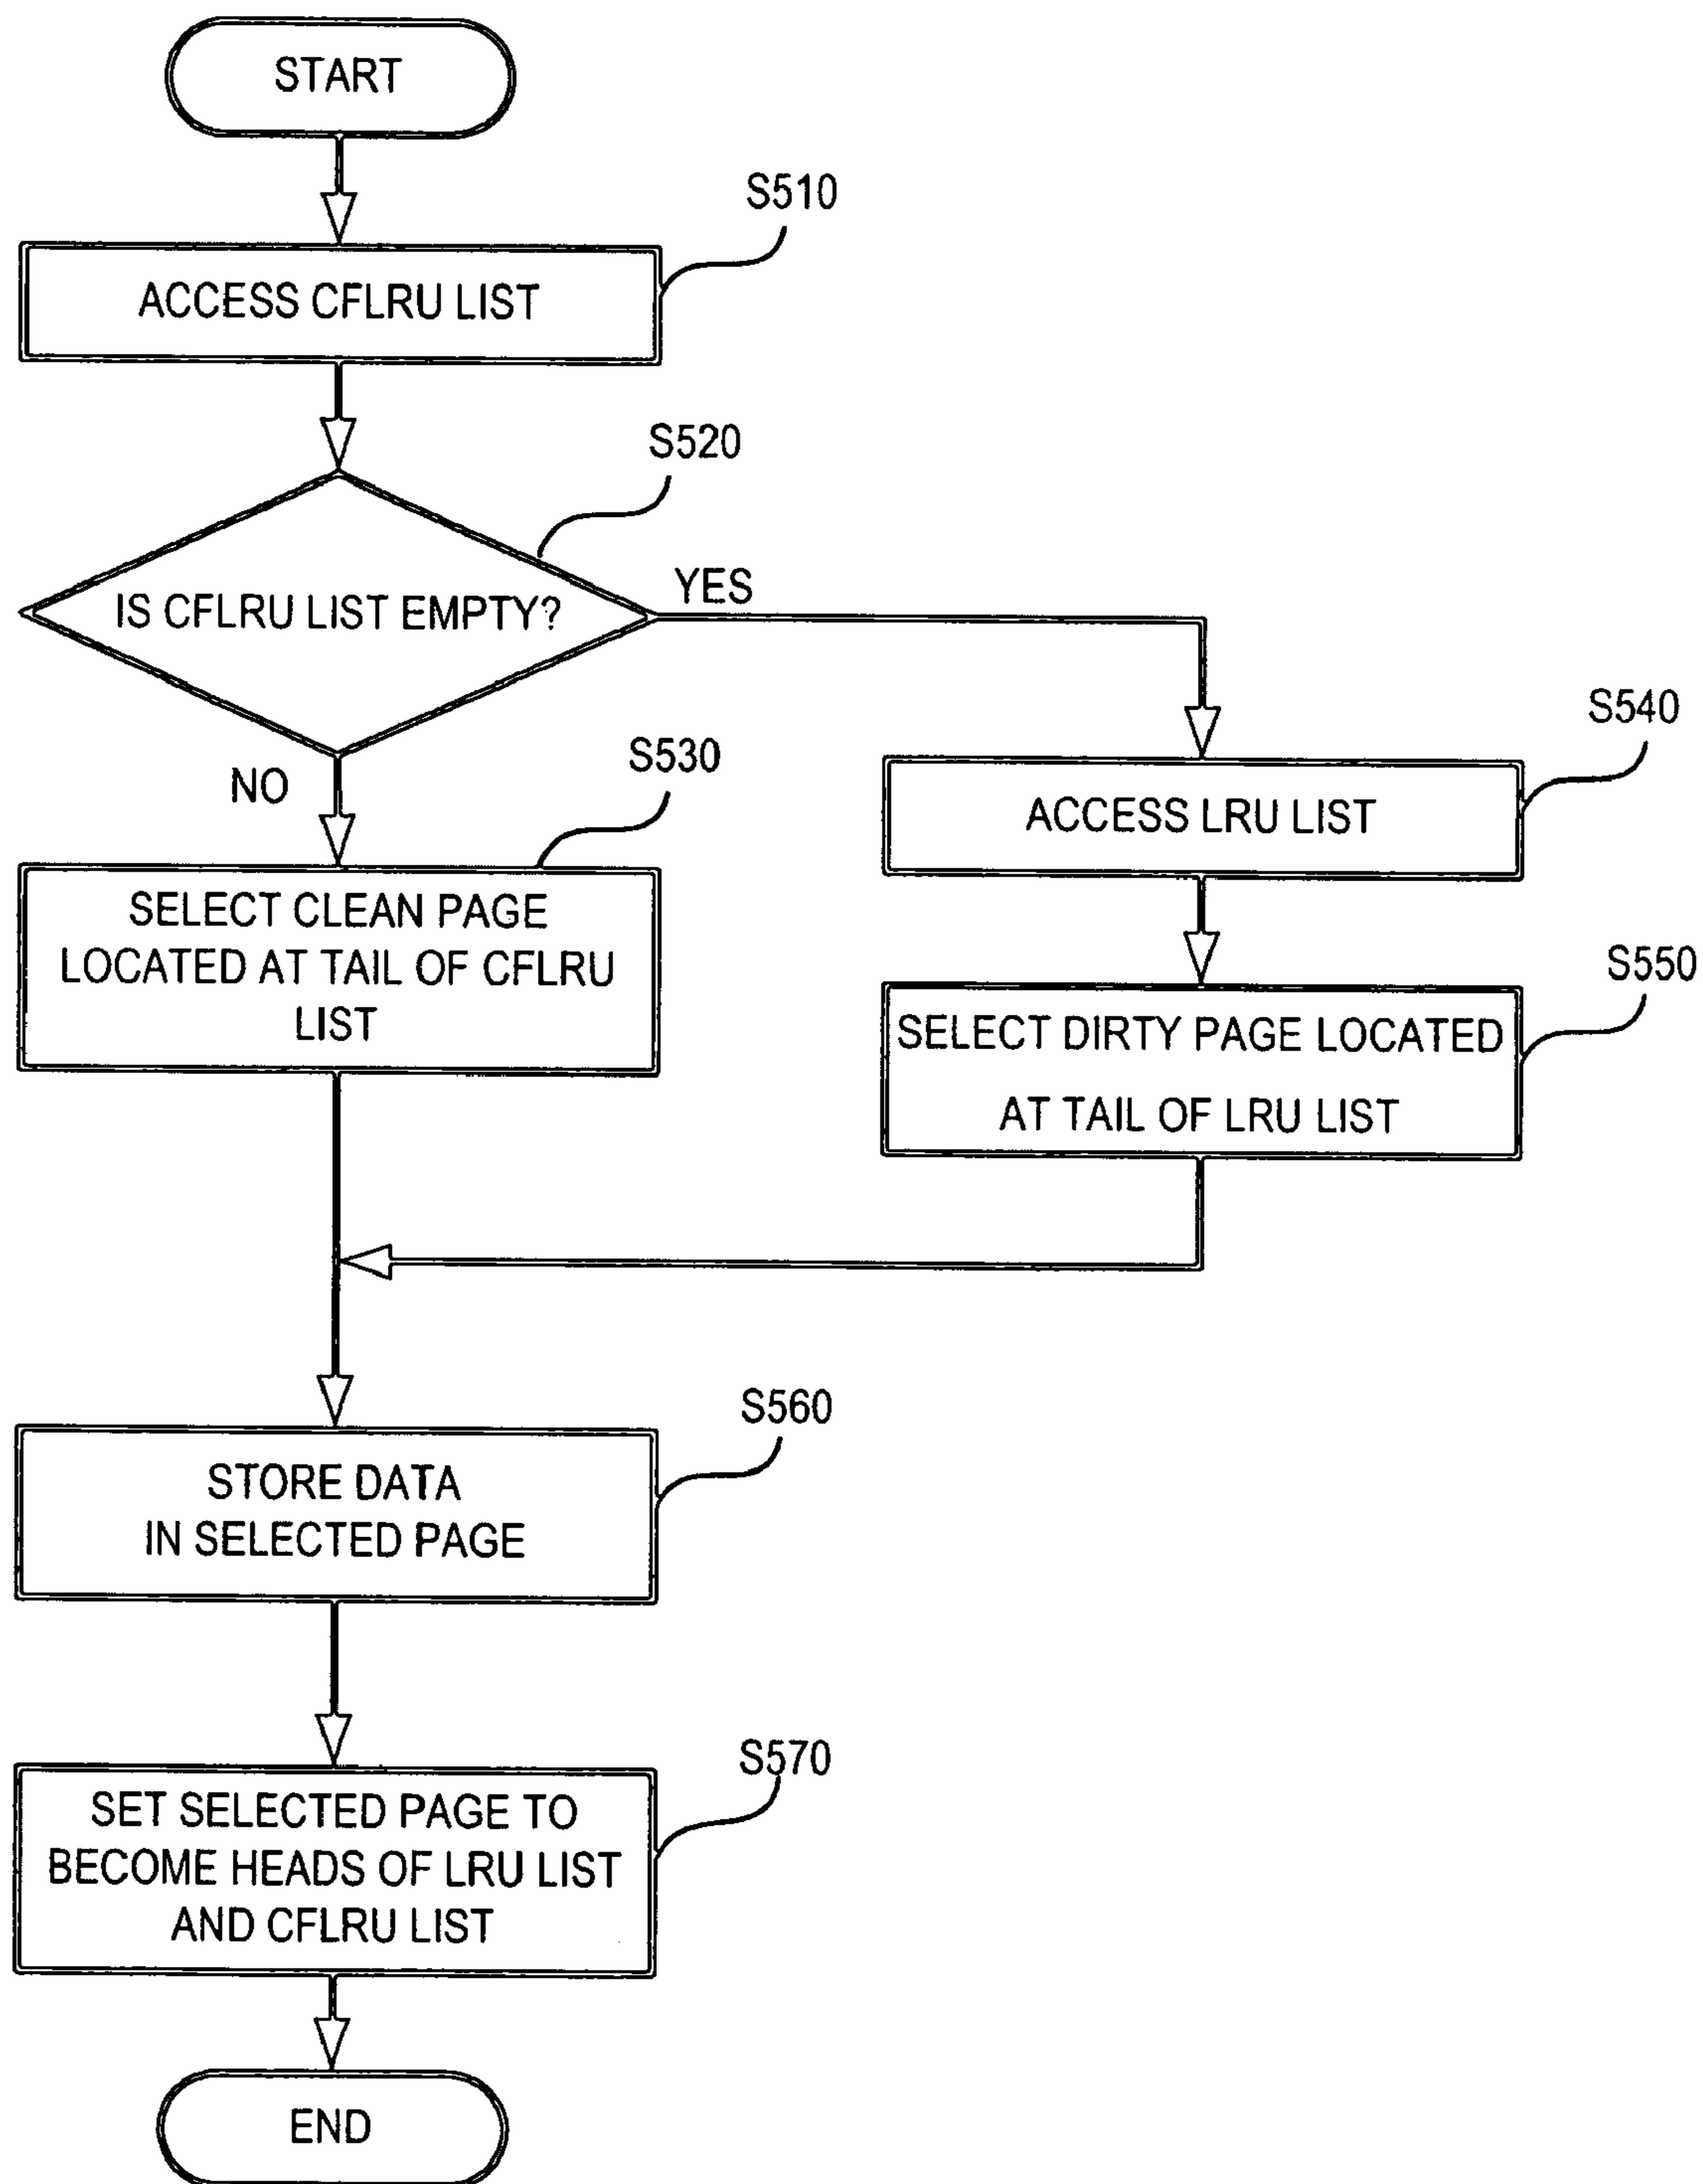 START
S510
ACCESS CFLRU LIST
S520
IS CFLRU LIST EMPTY?
YES
NO
S530
SELECT CLEAN PAGE
LOCATED AT TAIL OF CFLRU
LIST
S540
ACCESS LRU LIST
S550
SELECT DIRTY PAGE LOCATED
AT TAIL OF LRU LIST
S560
STORE DATA
IN SELECTED PAGE
S570
SET SELECTED PAGE TO
BECOME HEADS OF LRU LIST
AND CFLRU LIST
END